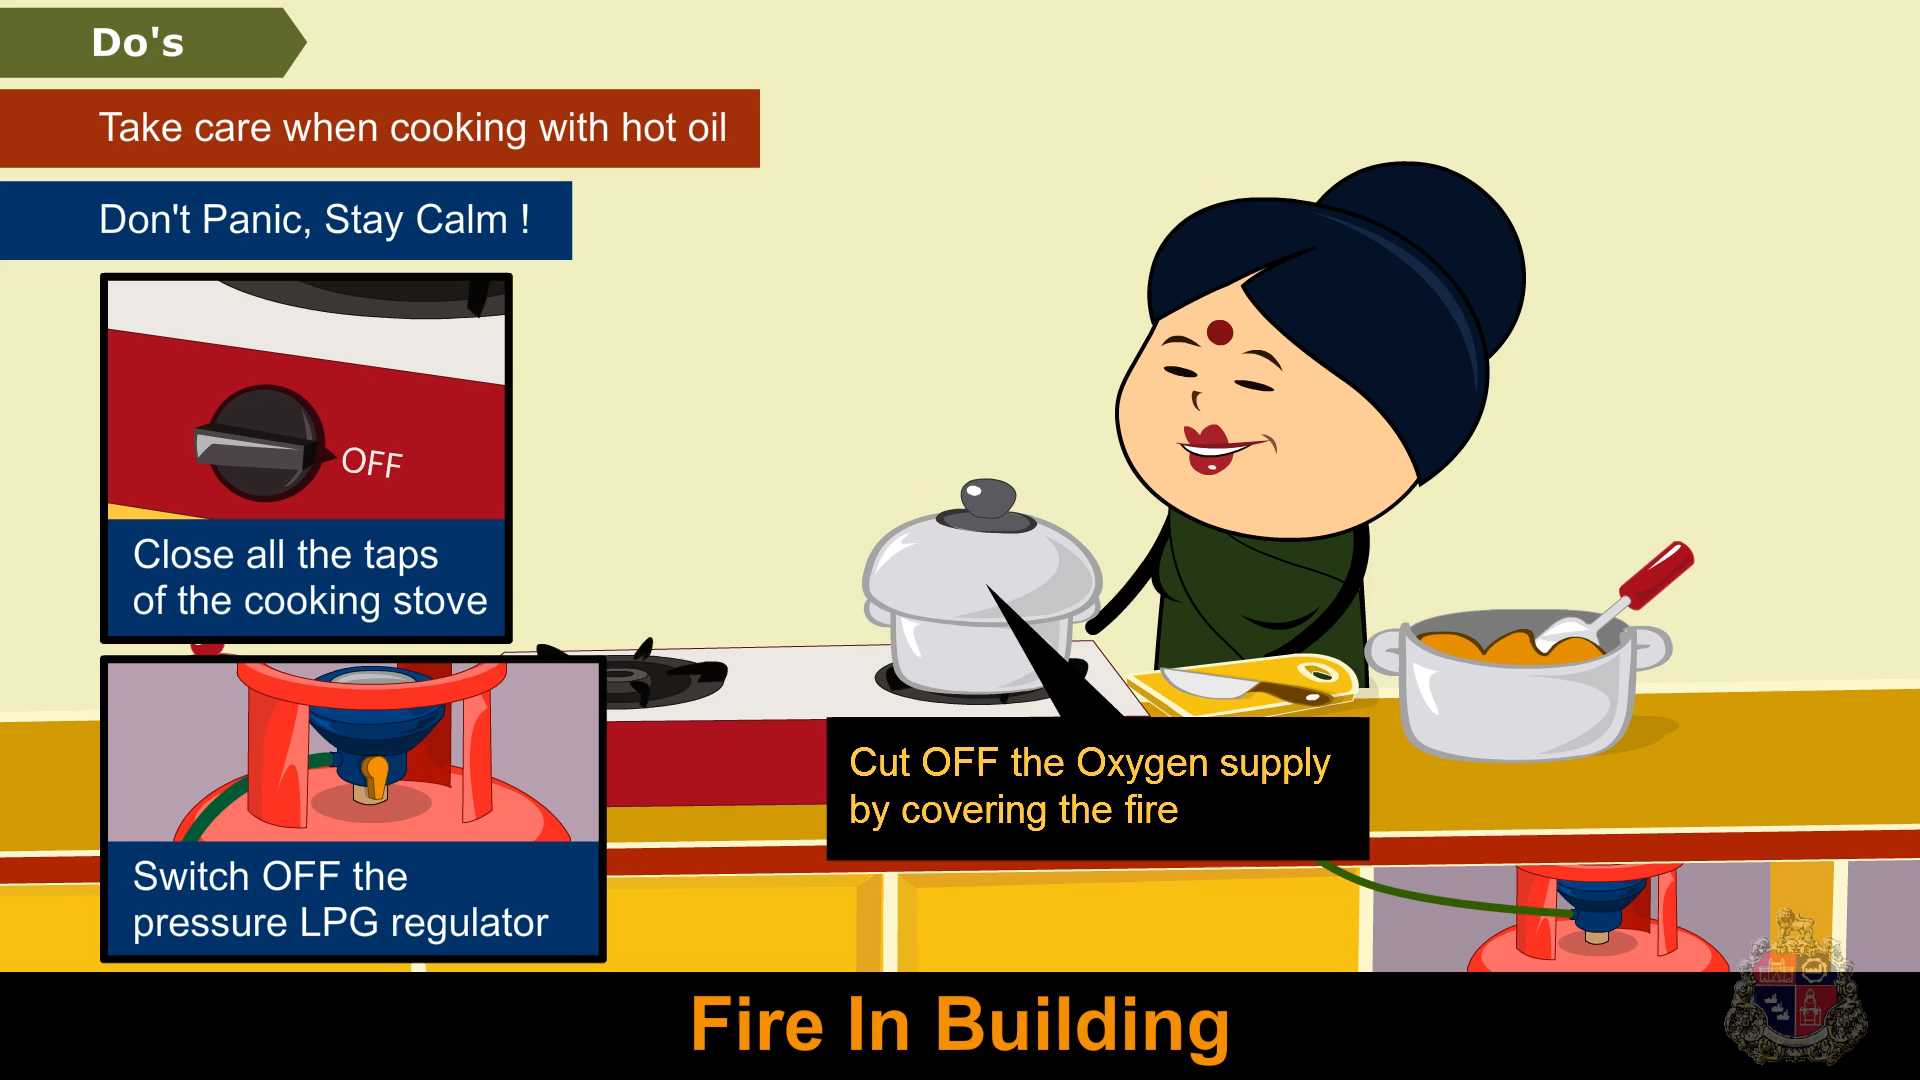 Do's
Take care when cooking with hot oil
Don't Panic, Stay Calm !
OFF
Close all the taps
of the cooking stove
Switch OFF the
pressure LPG regulator
Cut OFF the Oxygen supply
by covering the fire
Fire In Building